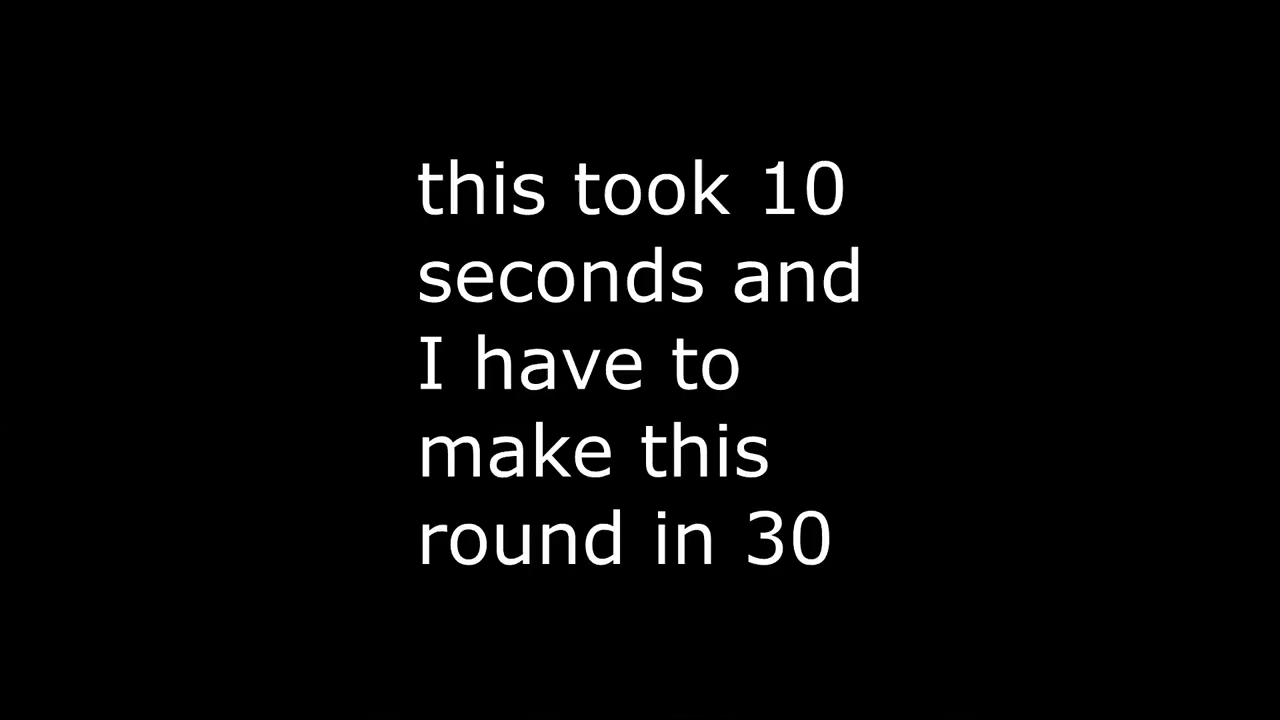 this took 10
seconds and
I have to
make this
round in 30